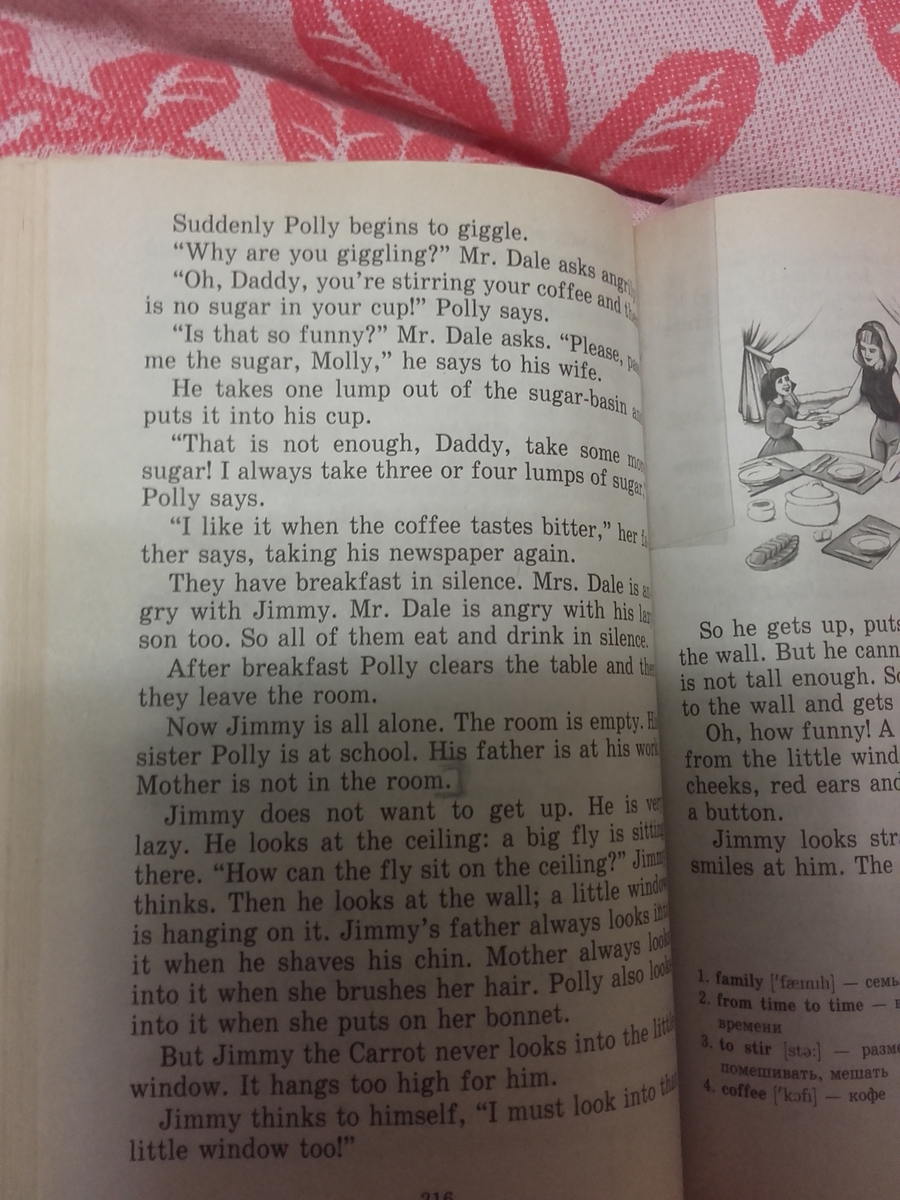 Suddenly Polly begins to giggle.
“Why are you giggling?” Mr. Dale asks
“Oh, Daddy, you’re stirring your coffee and
is no sugar in your cup!” Polly says.
“Is that so funny?” Mr. Dale asks. “Please,
me the sugar, Molly,” he says to his wife.
He takes one lump out of the sugar-basin
puts it into his cup.
“That is not enough, Daddy, take some
sugar! I always take three or four lumps of sugar,
Polly says.
“I like it when the coffee tastes bitter,” her
ther says, taking his newspaper again.
They have breakfast in silence. Mrs. Dale is
gry with Jimmy. Mr. Dale is angry with his
son too. So all of them eat and drink in silence.
After breakfast Polly clears the table and
they leave the room.
Now Jimmy is all alone. The room is empty.
sister Polly is at school. His father is at his
Mother is not in the room.
Jimmy does not want to get up. He is
lazy. He looks at the ceiling: a big fly is
there. “How can the fly sit on the ceiling?”
thinks. Then he looks at the wall; a little window
is hanging on it. Jimmy’s father always looks
it when he shaves his chin. Mother always
into it when she brushes her hair. Polly also
into it when she puts on her bonnet.
But Jimmy the Carrot never looks into the
window. It hangs too high for him.
Jimmy thinks to himself, “I must look into
little window too!”
216
So he gets up, puts
the wall. But he
is not tall enough.
to the wall and gets
Oh, how funny! A
from the little
cheeks, red ears
a button.
Jimmy looks
smiles at him. The
1. family ['fæmılı] —
2. from time to time —
времени
3. to stir [stə:] —
помешивать, мешать
4. coffee ['kɔfı] — кофе